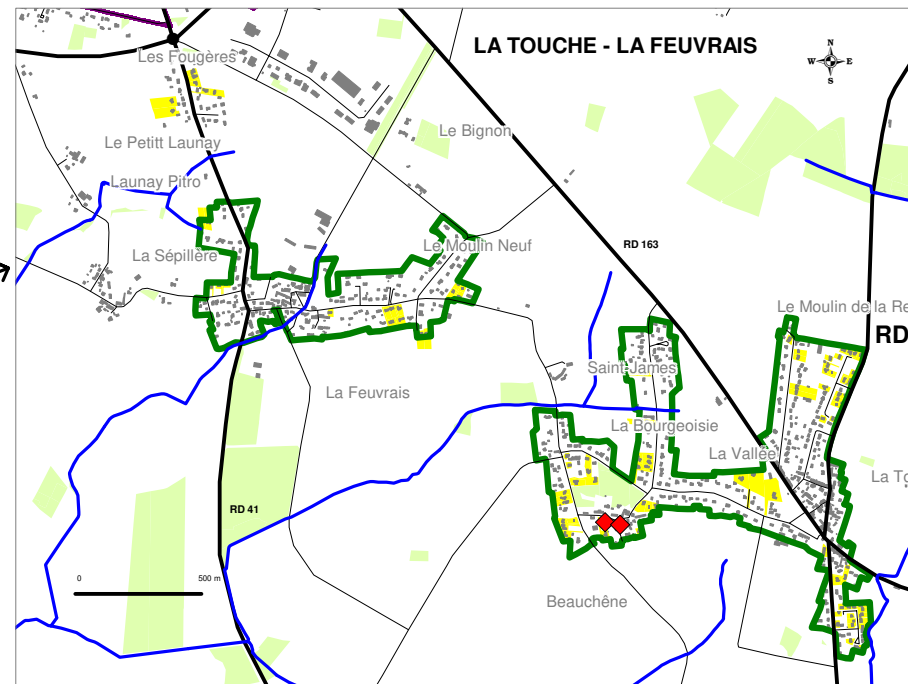 LA TOUCHE - LA FEUVRAIS
N
W E
S
Les Fougères
Le Bignon
Le Petitt Launay
Launay Pitro
La Sépillère
Le Moulin Neuf
RD 163
Le Moulin de la Re
RD
Saint-James
La Feuvrais
La Bourgeoisie
La Vallée
La To
RD 41
0 500 m
Beauchêne